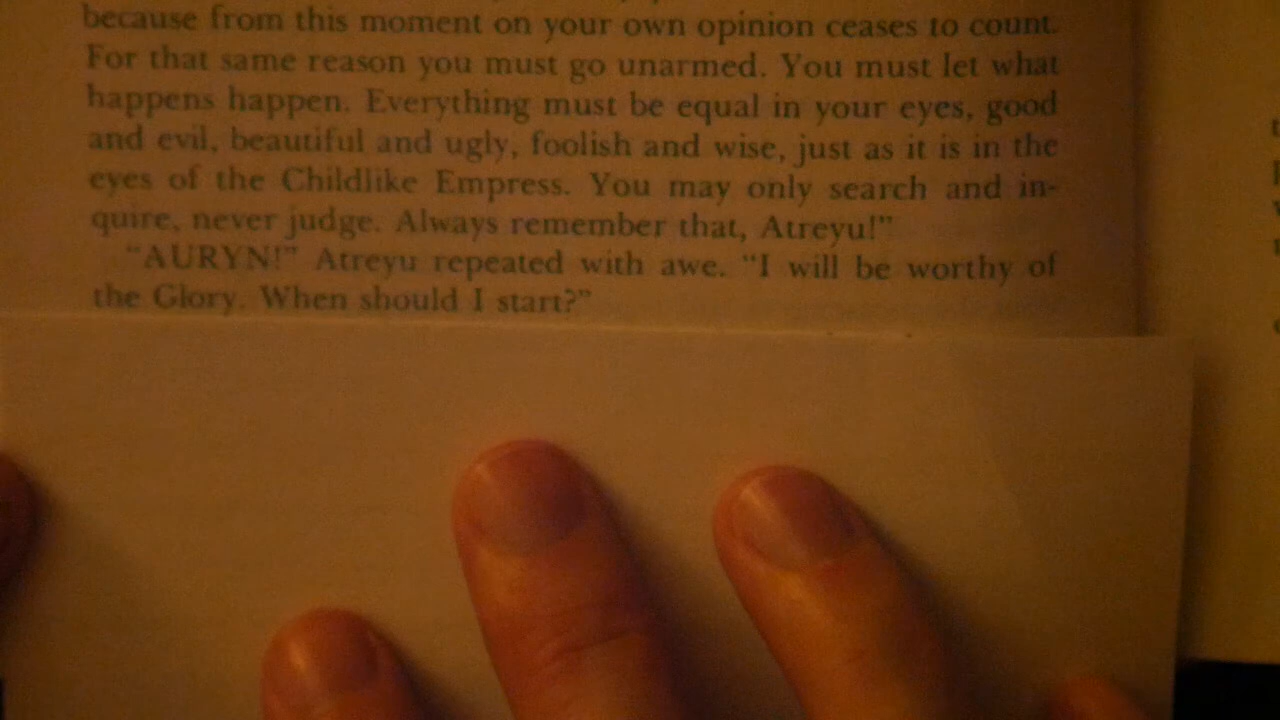 because from this moment on your own opinion ceases to count.
For that same reason you must go unarmed. You must let what
happens happen. Everything must be equal in your eyes, good
and evil, beautiful and ugly, foolish and wise, just as it is in the
eyes of the Childlike Empress. You may only search and in-
quire, never judge. Always remember that, Atreyu!"
"AURYN!" Atreyu repeated with awe. "I will be worthy of
the Glory. When should I start?"